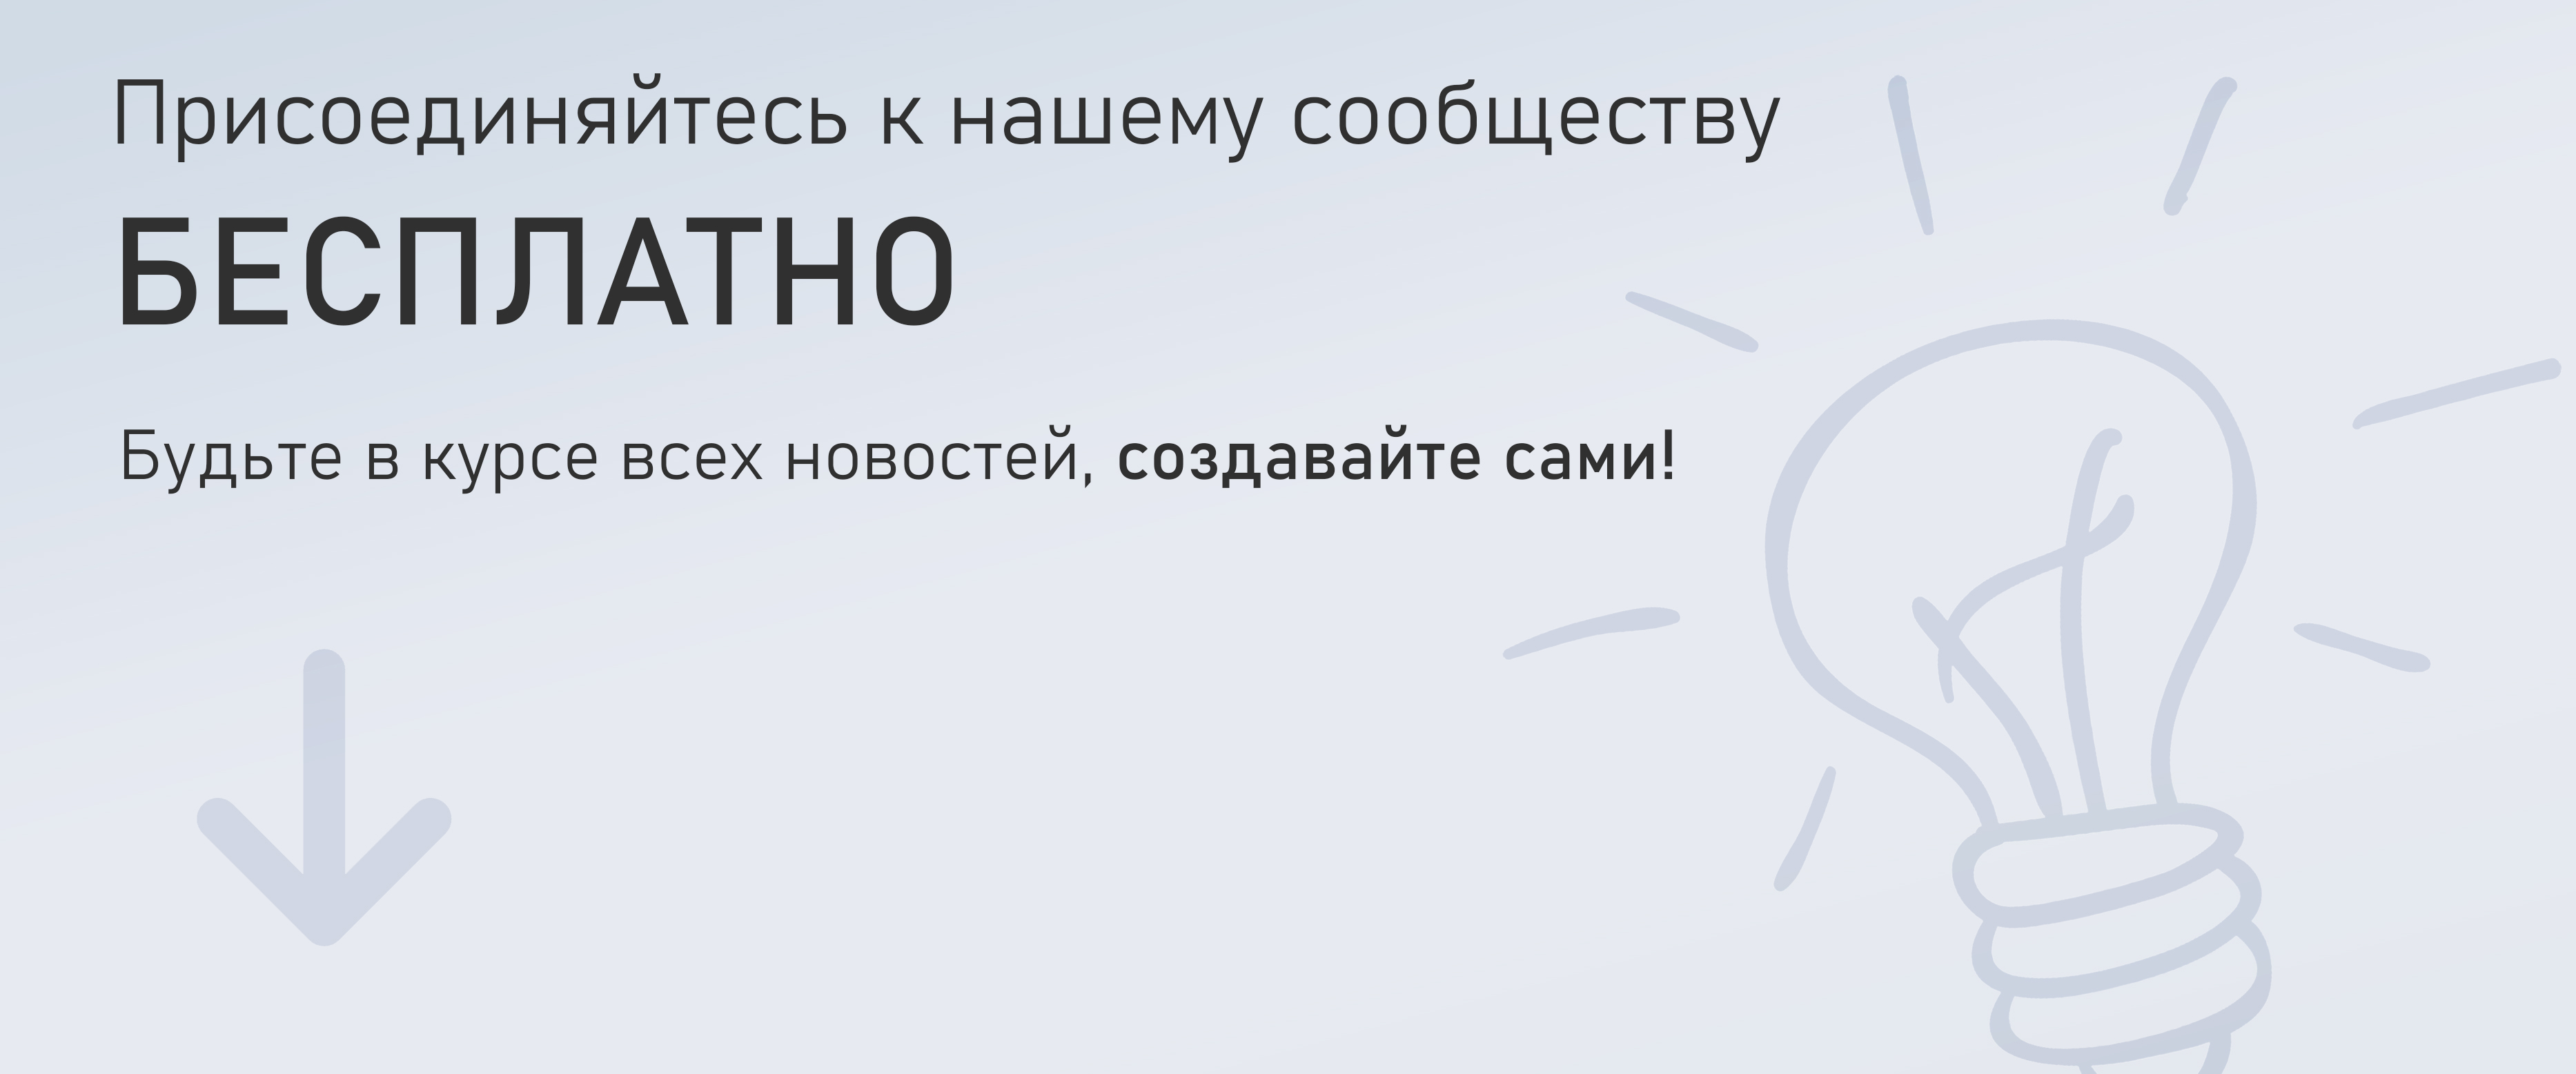 Присоединяйтесь к нашему сообществу
БЕСПЛАТНО
Будьте в курсе всех новостей, создавайте сами!